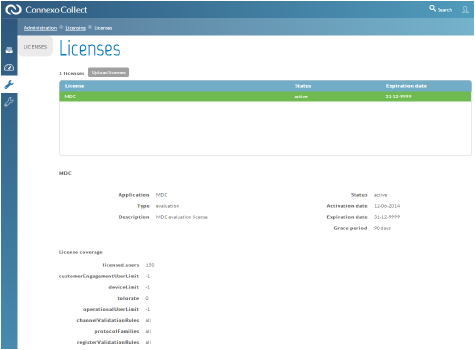 Connexo Collect
Search
Administration Licensing Licenses
LICENSES
Licenses
1 licenses Upload licenses
License Status Expiration date
MDC active 31-12-9999
MDC
Application MDC Status active
Type evaluation Activation date 12-06-2014
Description MDC evaluation license Expiration date 31-12-9999
Grace period 90 days
License coverage
licensed.users 150
customerEngagementUserLimit -1
deviceLimit -1
tolerate 0
operationalUserLimit -1
channelValidationRules all
protocolFamilies all
registerValidationRules all